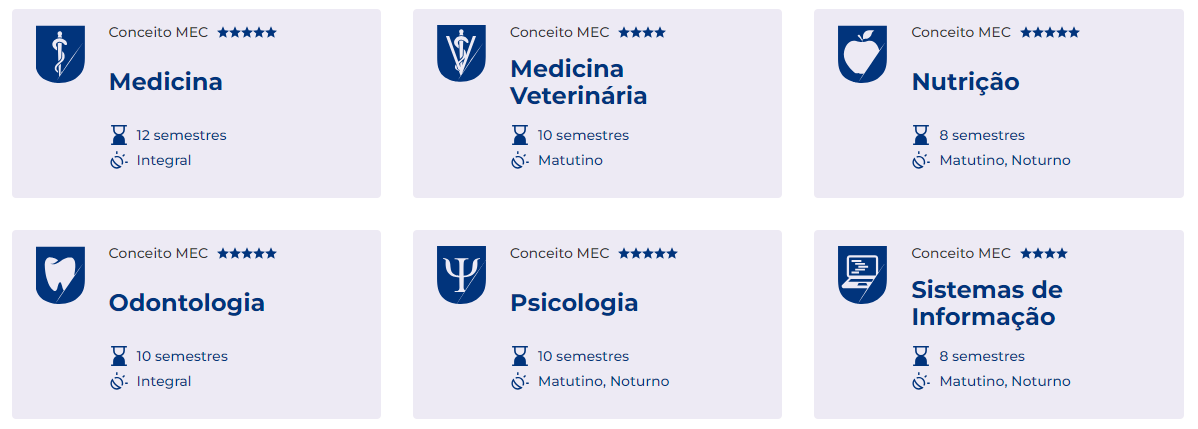 Conceito MEC ★★★★★
Medicina
12 semestres
Integral
Conceito MEC ★★★★
Medicina
Veterinária
10 semestres
Matutino
Conceito MEC ★★★★★
Nutrição
8 semestres
Matutino, Noturno
Conceito MEC ★★★★★
Odontologia
10 semestres
Integral
Conceito MEC ★★★★★
Psicologia
10 semestres
Matutino, Noturno
Conceito MEC ★★★★
Sistemas de
Informação
8 semestres
Matutino, Noturno